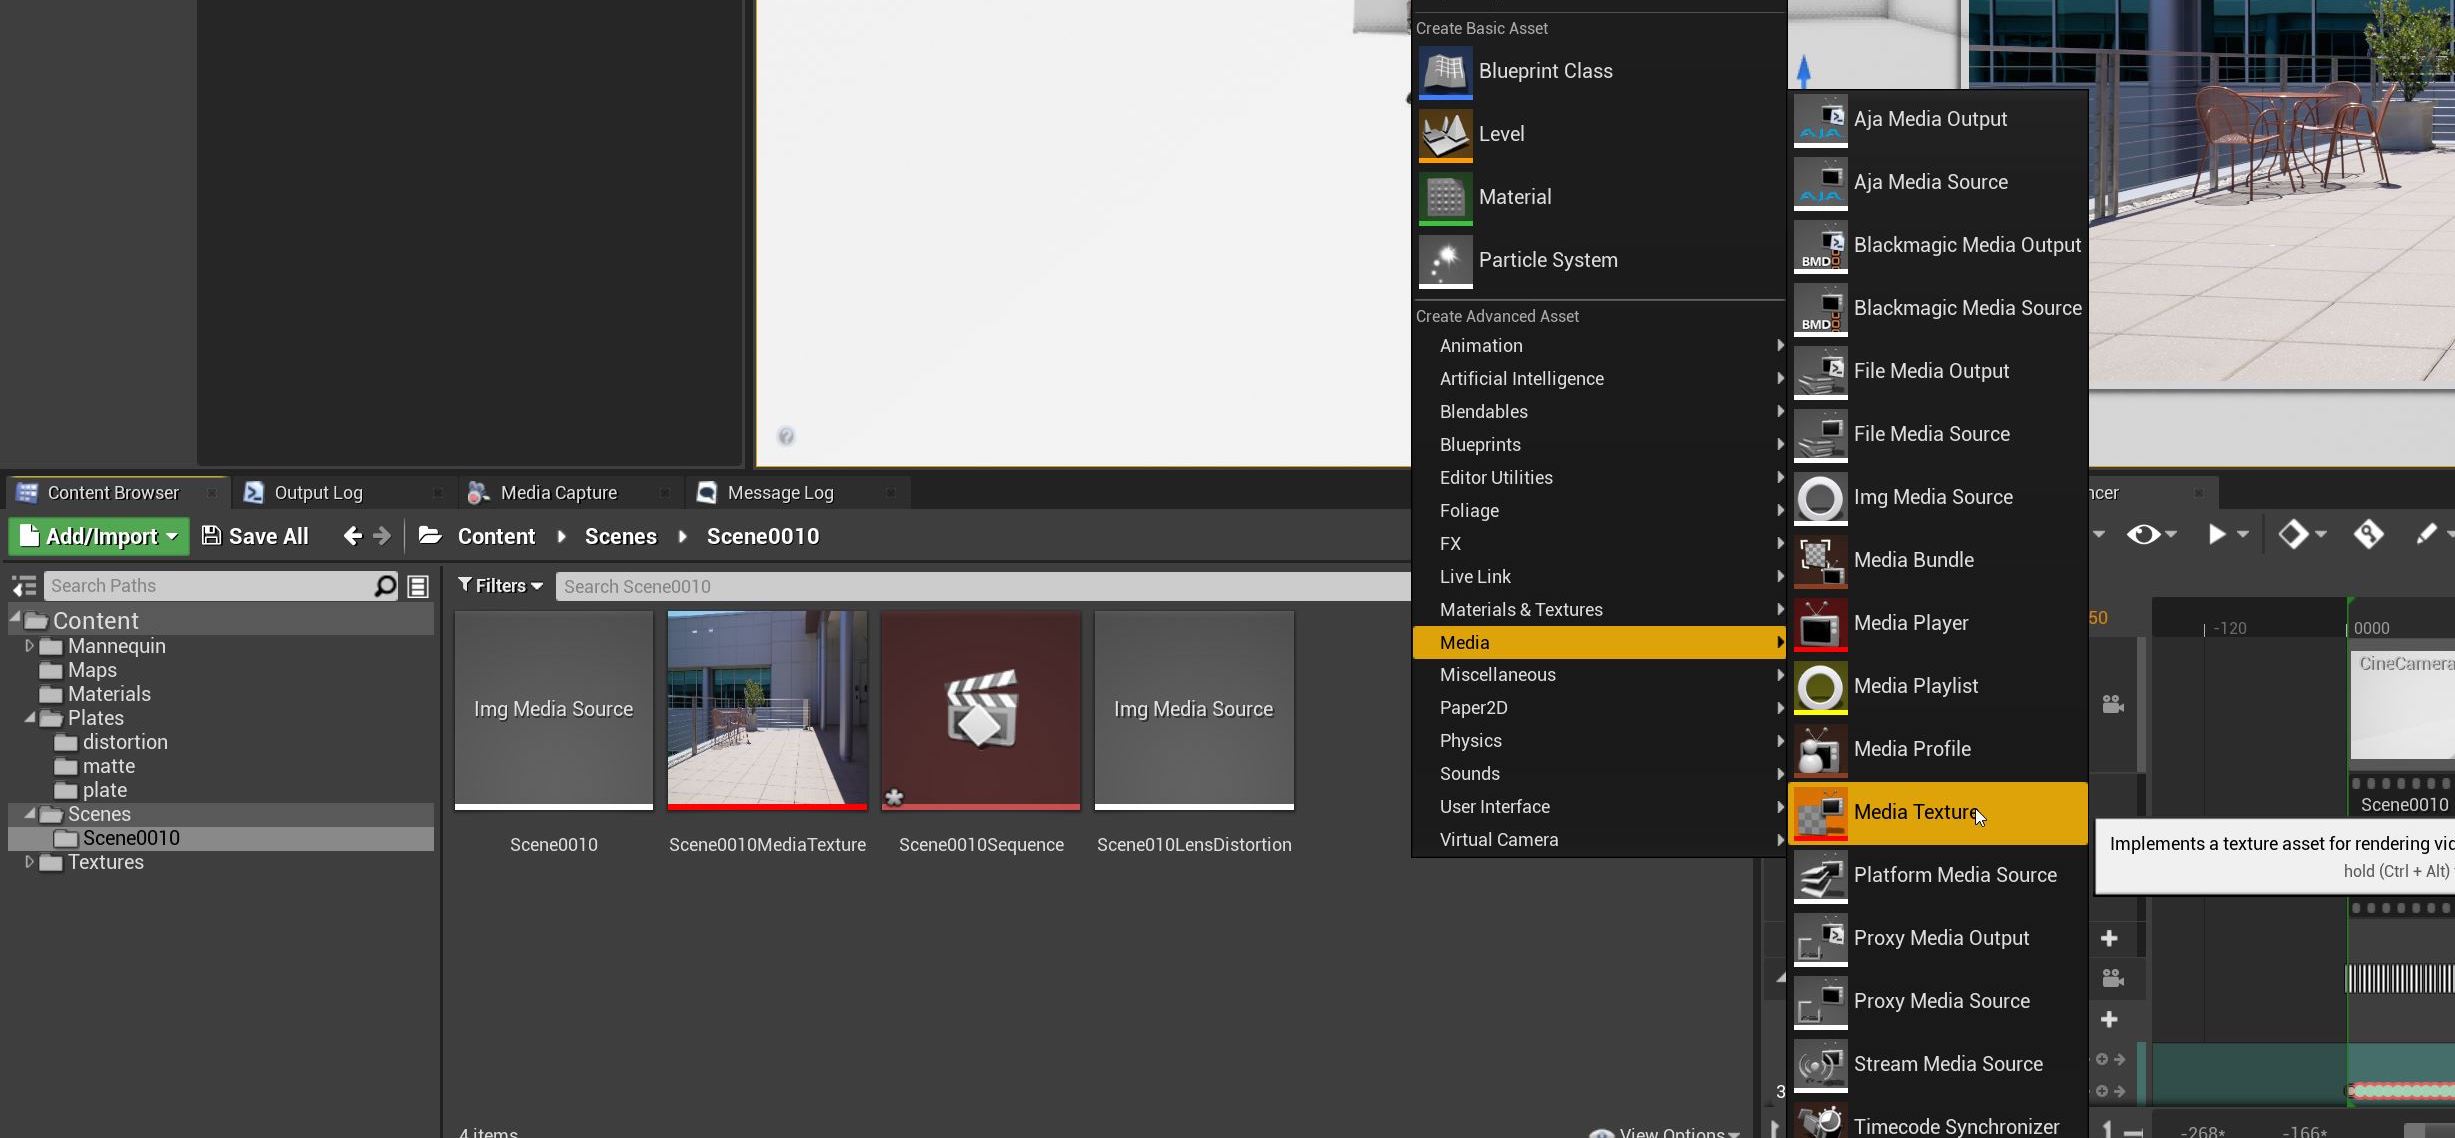 Create Basic Asset
Blueprint Class
Level
Material
Particle System
Create Advanced Asset
Animation
Artificial Intelligence
Blendables
Blueprints
Editor Utilities
Foliage
FX
Live Link
Materials & Textures
Media
Miscellaneous
Paper2D
Physics
Sounds
User Interface
Virtual Camera
AJA Aja Media Output
AJA Aja Media Source
BMD Blackmagic Media Output
BMD Blackmagic Media Source
File Media Output
File Media Source
Img Media Source
Media Bundle
Media Player
Media Playlist
Media Profile
Media Texture
Platform Media Source
Proxy Media Output
Proxy Media Source
Stream Media Source
Timecode Synchronizer
Implements a texture asset for rendering
hold (Ctrl + Alt)
Content Browser
Output Log
Media Capture
Message Log
Add/Import
Save All
Content
Scenes
Scene0010
Search Paths
Filters
Search Scene0010
Content
Mannequin
Maps
Materials
Plates
distortion
matte
plate
Scenes
Scene0010
Textures
Img Media Source
Img Media Source
Scene0010
Scene0010MediaTexture
Scene0010Sequence
Scene010LensDistortion
4 items
View Options
50
-120
0000
CineCamera
Scene0010
3
-268*
-166*